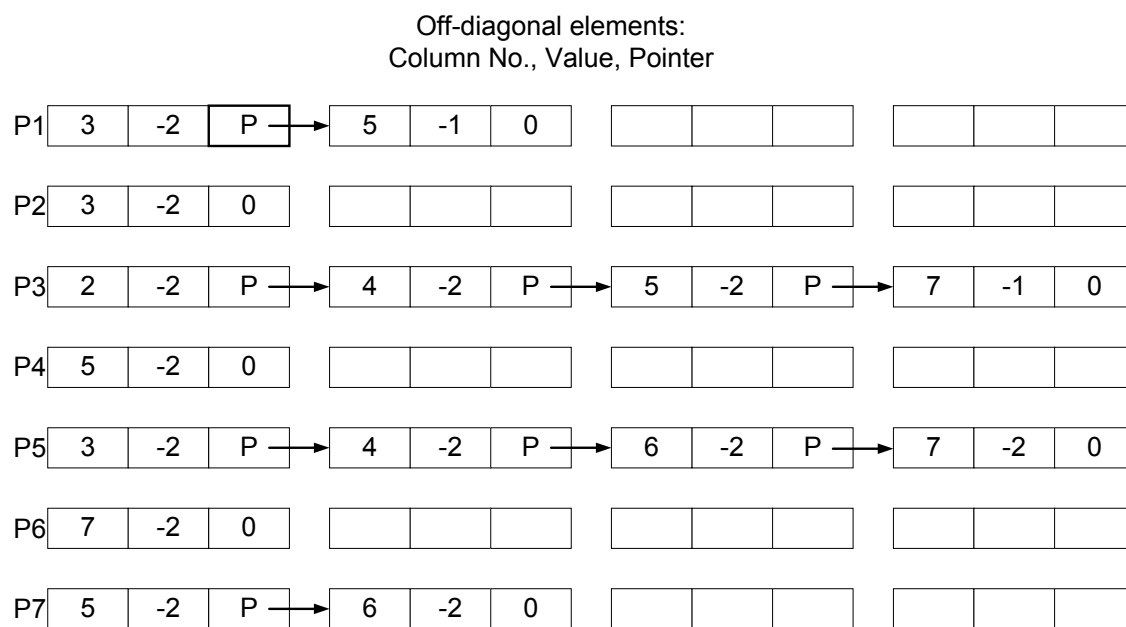 Off-diagonal elements:
Column No., Value, Pointer
P1 3 -2 P 5 -1 0
P2 3 -2 0
P3 2 -2 P 4 -2 P 5 -2 P 7 -1 0
P4 5 -2 0
P5 3 -2 P 4 -2 P 6 -2 P 7 -2 0
P6 7 -2 0
P7 5 -2 P 6 -2 0